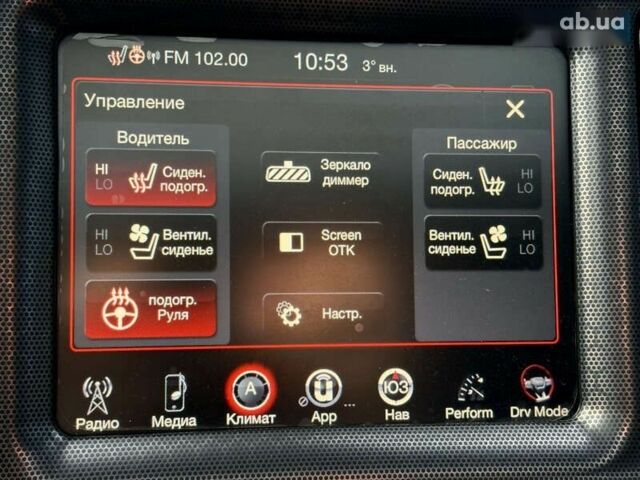 ab.ua
FM 102.00
10:53
3° вн.
Управление
Водитель
Пассажир
HI
LO
Сиден.
подогр.
Зеркало
диммер
Сиден.
подогр.
HI
LO
HI
LO
Вентил.
сиденье
Screen
ОТК
Вентил.
сиденье
HI
LO
подогр.
Руля
Настр.
A
ЮЗ
Радио
Медиа
Климат
App
...
Нав
Perform
Drv Mode